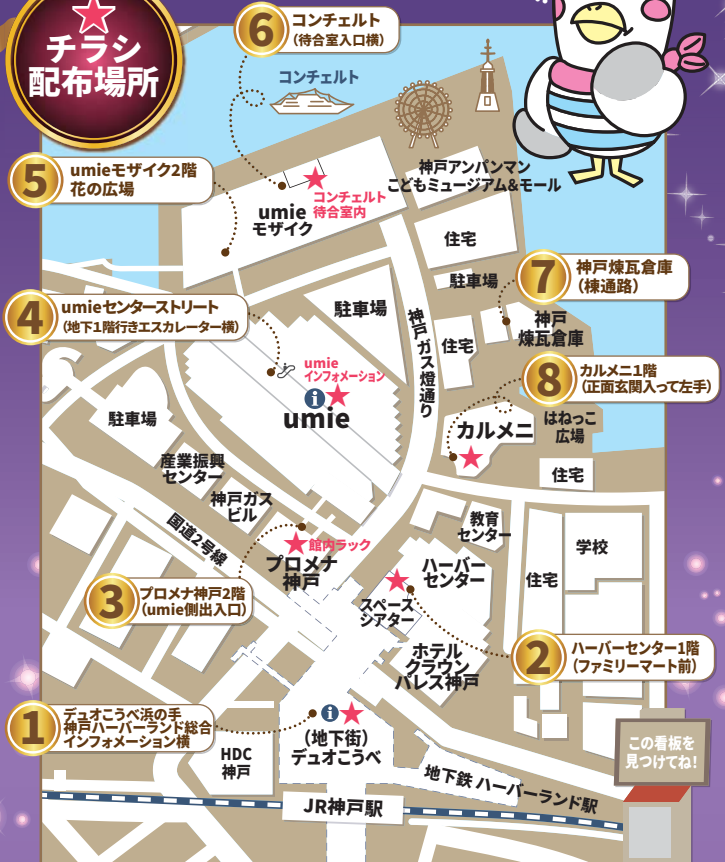 チラシ
配布場所
6
コンチェルト
(待合室入口横)
コンチェルト
5
umieモザイク2階
花の広場
umie
モザイク
コンチェルト
待合室内
神戸アンパンマン
こどもミュージアム&モール
住宅
駐車場
7
神戸煉瓦倉庫
(棟通路)
神戸
煉瓦倉庫
4
umieセンターストリート
(地下1階行きエスカレーター横)
駐車場
神戸ガス燈通り
住宅
umie
インフォメーション
i
umie
8
カルメニ1階
(正面玄関入って左手)
カルメニ
はねっこ
広場
駐車場
産業振興
センター
神戸ガス
ビル
国道2号線
住宅
館内ラック
プロメナ
神戸
教育
センター
学校
住宅
ハーバー
センター
スペース
シアター
3
プロメナ神戸2階
(umie側出入口)
2
ハーバーセンター1階
(ファミリーマート前)
ホテル
クラウン
パレス神戸
1
デュオこうべ浜の手
神戸ハーバーランド総合
インフォメーション横
i
(地下街)
デュオこうべ
HDC
神戸
地下鉄 ハーバーランド駅
JR神戸駅
この看板を
見つけてね!